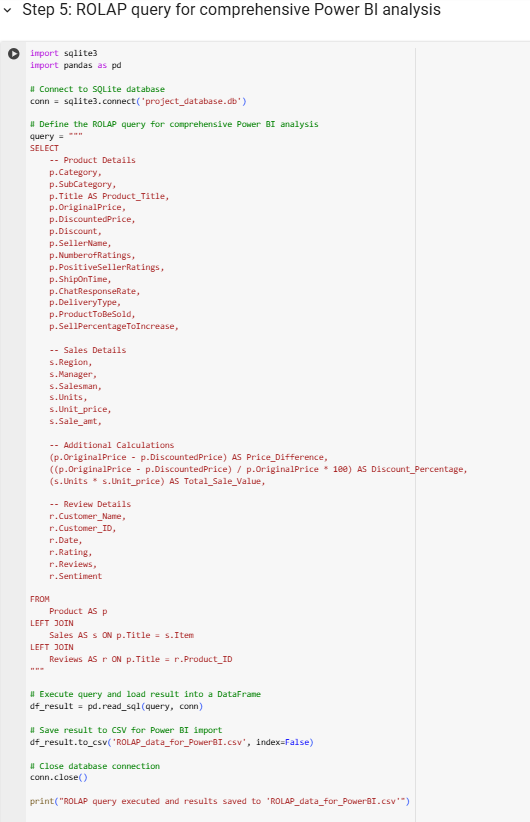 Step 5: ROLAP query for comprehensive Power BI analysis
import sqlite3
import pandas as pd
# Connect to SQLite database
conn = sqlite3.connect('project_database.db')
# Define the ROLAP query for comprehensive Power BI analysis
query = """
SELECT
-- Product Details
p.Category,
p.SubCategory,
p.Title AS Product_Title,
p.OriginalPrice,
p.DiscountedPrice,
p.Discount,
p.SellerName,
p.NumberofRatings,
p.PositiveSellerRatings,
p.ShipOnTime,
p.ChatResponseRate,
p.DeliveryType,
p.ProductToBeSold,
p.SellPercentageToIncrease,
-- Sales Details
s.Region,
s.Manager,
s.Salesman,
s.Units,
s.Unit_price,
s.Sale_amt,
-- Additional Calculations
(p.OriginalPrice - p.DiscountedPrice) AS Price_Difference,
((p.OriginalPrice - p.DiscountedPrice) / p.OriginalPrice * 100) AS Discount_Percentage,
(s.Units * s.Unit_price) AS Total_Sale_Value,
-- Review Details
r.Customer_Name,
r.Customer_ID,
r.Date,
r.Rating,
r.Reviews,
r.Sentiment
FROM
Product AS p
LEFT JOIN
Sales AS s ON p.Title = s.Item
LEFT JOIN
Reviews AS r ON p.Title = r.Product_ID
"""
# Execute query and load result into a DataFrame
df_result = pd.read_sql(query, conn)
# Save result to CSV for Power BI import
df_result.to_csv('ROLAP_data_for_PowerBI.csv', index=False)
# Close database connection
conn.close()
print("ROLAP query executed and results saved to 'ROLAP_data_for_PowerBI.csv'")